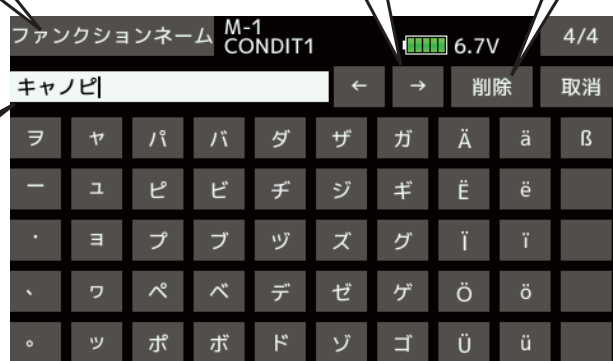 ファンクションネーム M-1 CONDIT1 6.7V 4/4
キャノピ ← → 削除 取消
ヲ ャ パ バ ダ ザ ガ Ä ä ß
ー ュ ピ ビ ヂ ジ ギ Ë ë
・ ョ プ ブ ヅ ズ グ Ï ï
、 ヮ ペ ベ デ ゼ ゲ Ö ö
。 ッ ポ ボ ド ゾ ゴ Ü ü